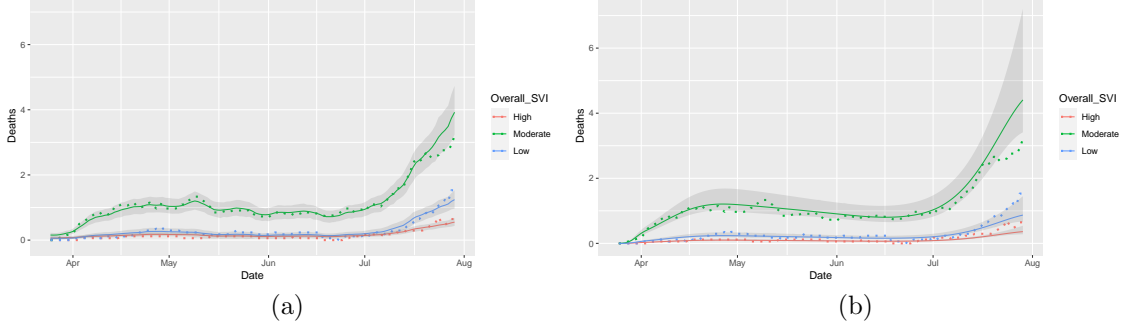 6
4
2
0
Deaths
Apr
May
Jun
Jul
Aug
Date
Overall_SVI
High
Moderate
Low
(a)
6
4
2
0
Deaths
Apr
May
Jun
Jul
Aug
Date
Overall_SVI
High
Moderate
Low
(b)